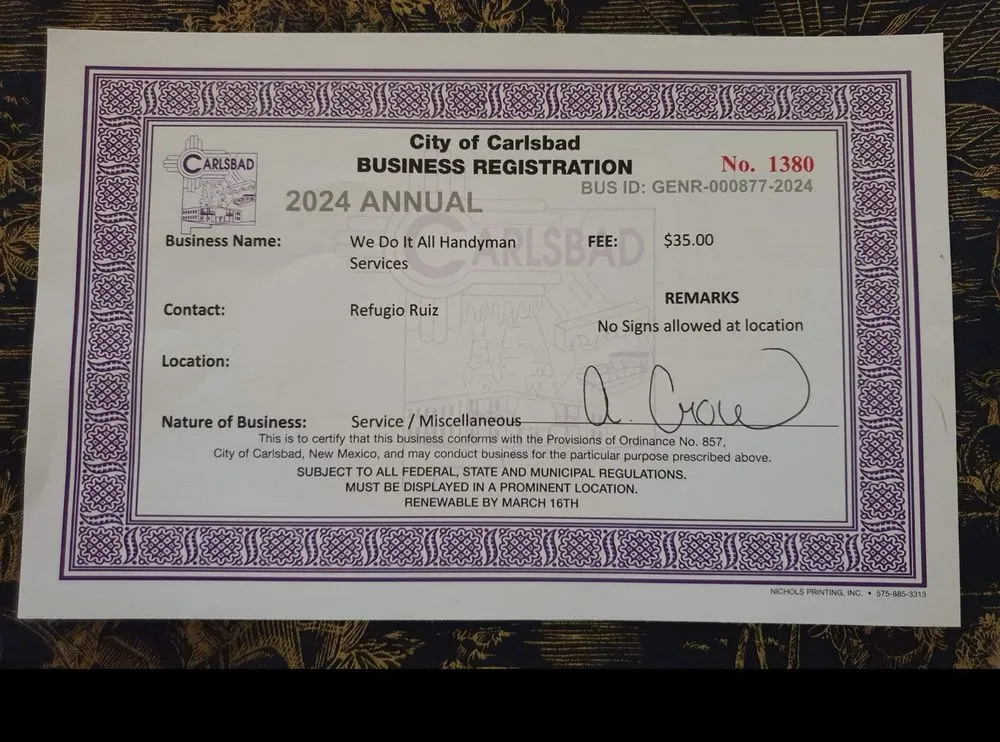 City of Carlsbad
BUSINESS REGISTRATION
CARLSBAD
No. 1380
BUS ID: GENR-000877-2024
2024 ANNUAL
CARLSBAD
Business Name: We Do It All Handyman FEE: $35.00
Services
REMARKS
Contact: Refugio Ruiz
No Signs allowed at location
Location:
A. Crow
Nature of Business: Service / Miscellaneous
This is to certify that this business conforms with the Provisions of Ordinance No. 857,
City of Carlsbad, New Mexico, and may conduct business for the particular purpose prescribed above.
SUBJECT TO ALL FEDERAL, STATE AND MUNICIPAL REGULATIONS.
MUST BE DISPLAYED IN A PROMINENT LOCATION.
RENEWABLE BY MARCH 16TH
NICHOLS PRINTING, INC. • 575-885-3313